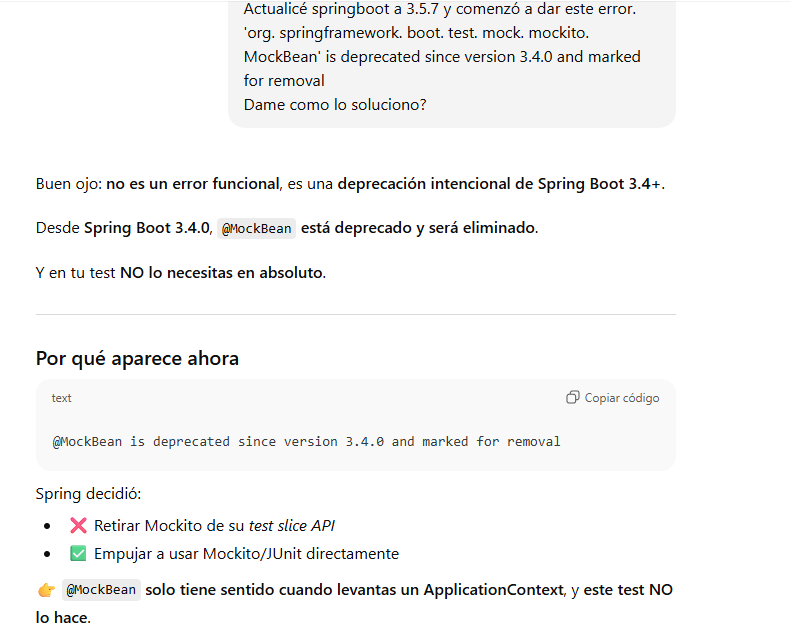 Actualicé springboot a 3.5.7 y comenzó a dar este error.
'org. springframework. boot. test. mock. mockito.
MockBean' is deprecated since version 3.4.0 and marked
for removal
Dame como lo soluciono?
Buen ojo: no es un error funcional, es una deprecación intencional de Spring Boot 3.4+.
Desde Spring Boot 3.4.0, @MockBean está deprecado y será eliminado.
Y en tu test NO lo necesitas en absoluto.
Por qué aparece ahora
text
Copiar código
@MockBean is deprecated since version 3.4.0 and marked for removal
Spring decidió:
• ❌ Retirar Mockito de su test slice API
• ✅ Empujar a usar Mockito/JUnit directamente
👉 @MockBean solo tiene sentido cuando levantas un ApplicationContext, y este test NO
lo hace.